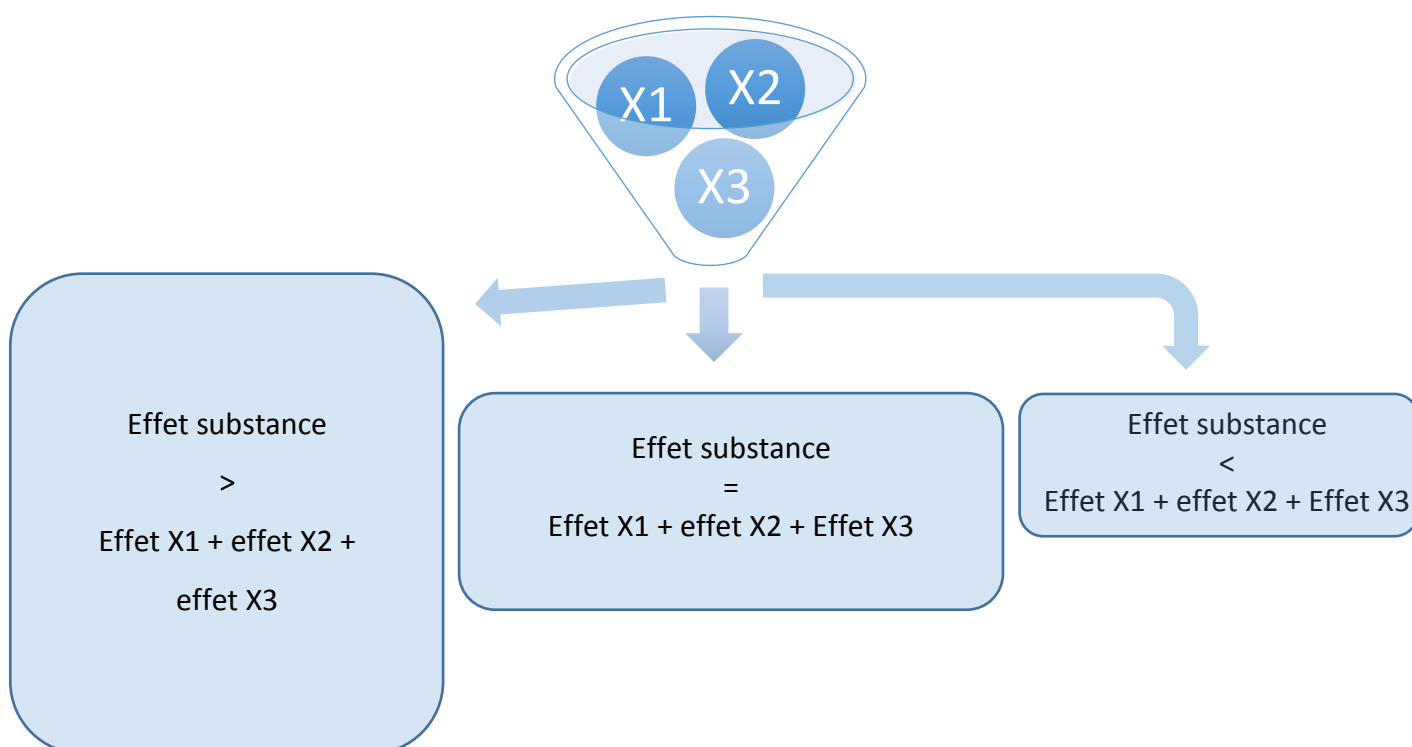 X1
X2
X3
Effet substance
>
Effet X1 + effet X2 +
effet X3
Effet substance
=
Effet X1 + effet X2 + Effet X3
Effet substance
<
Effet X1 + effet X2 + Effet X3